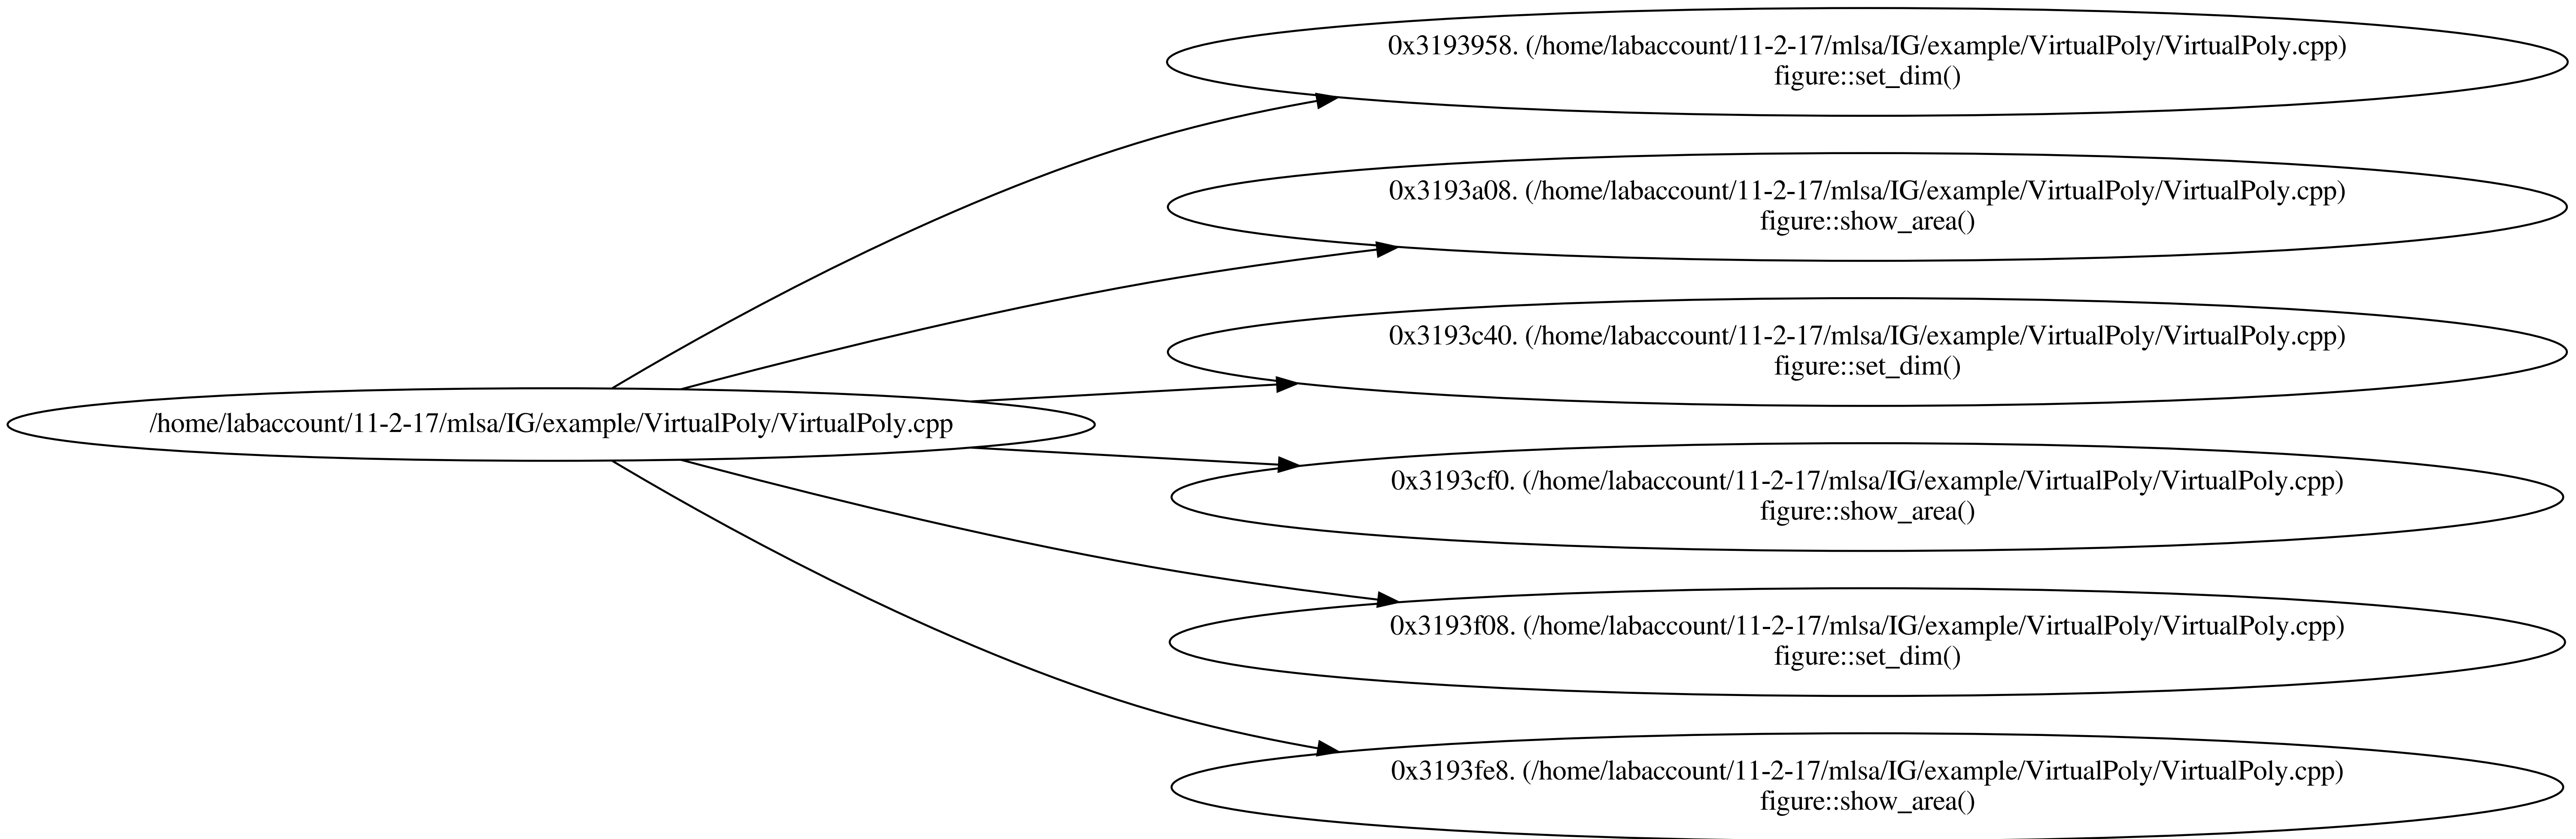 0x3193958. (/home/labaccount/11-2-17/mlsa/IG/example/VirtualPoly/VirtualPoly.cpp)
figure::set_dim()
0x3193a08. (/home/labaccount/11-2-17/mlsa/IG/example/VirtualPoly/VirtualPoly.cpp)
figure::show_area()
0x3193c40. (/home/labaccount/11-2-17/mlsa/IG/example/VirtualPoly/VirtualPoly.cpp)
figure::set_dim()
/home/labaccount/11-2-17/mlsa/IG/example/VirtualPoly/VirtualPoly.cpp
0x3193cf0. (/home/labaccount/11-2-17/mlsa/IG/example/VirtualPoly/VirtualPoly.cpp)
figure::show_area()
0x3193f08. (/home/labaccount/11-2-17/mlsa/IG/example/VirtualPoly/VirtualPoly.cpp)
figure::set_dim()
0x3193fe8. (/home/labaccount/11-2-17/mlsa/IG/example/VirtualPoly/VirtualPoly.cpp)
figure::show_area()